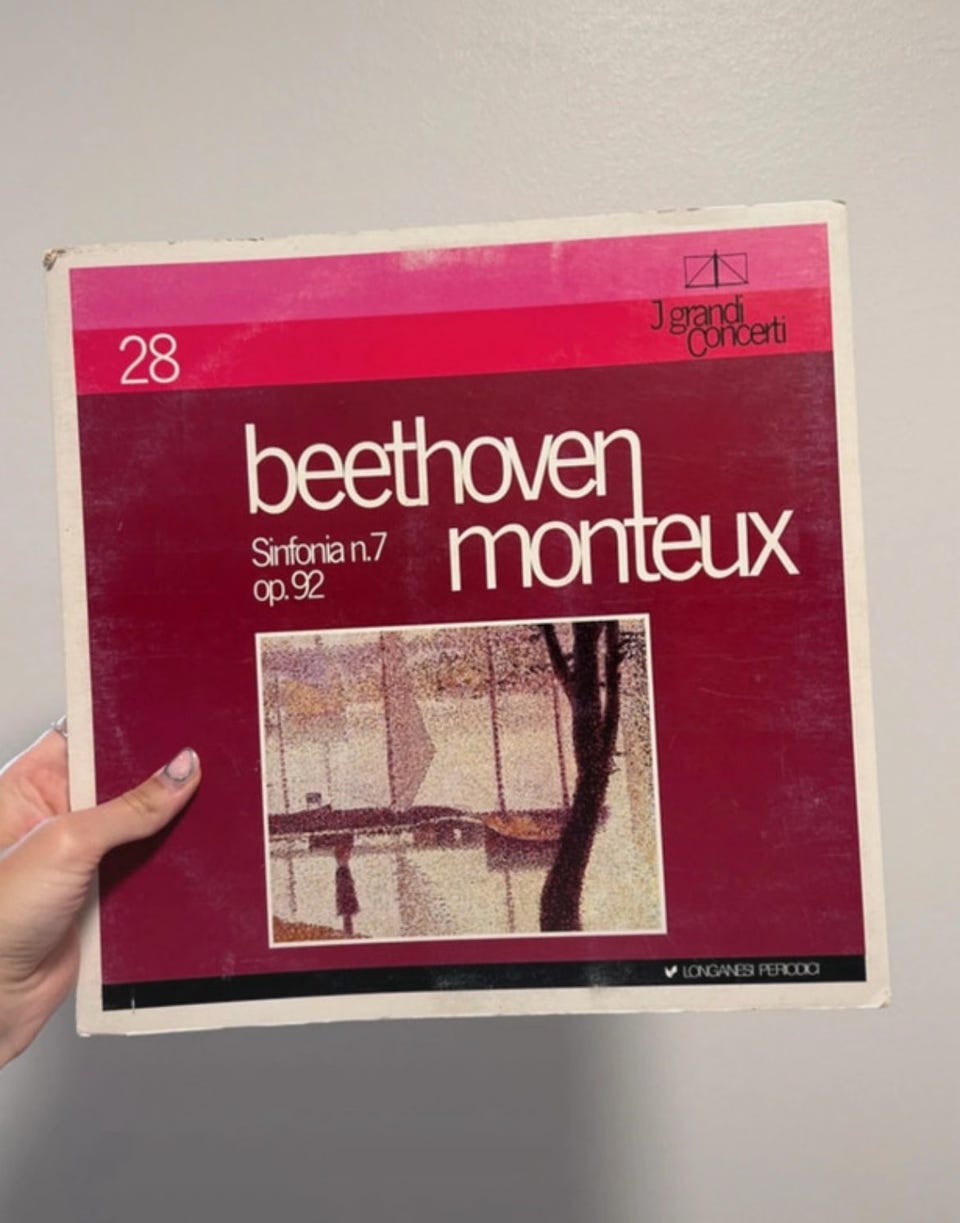 28
J grandi
Concerti
beethoven
monteux
Sinfonia n.7
op. 92
LONGANESI PERIODICI